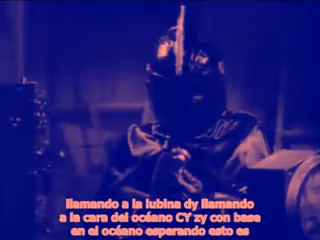 llamando a la lubina dy llamando
a la cara del océano CY zy con base
en el océano esperando esto es